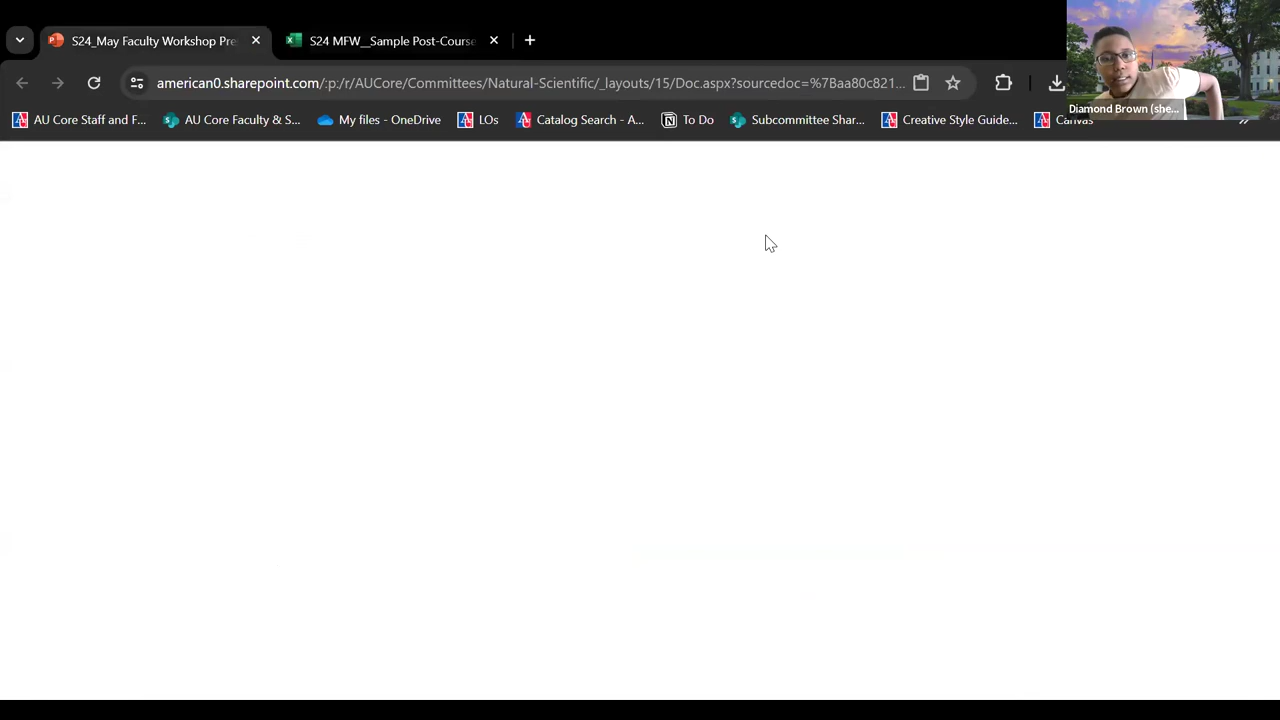 S24_May Faculty Workshop Pre
S24 MFW__Sample Post-Course
american0.sharepoint.com/:p:/r/AUCore/Committees/Natural-Scientific/_layouts/15/Doc.aspx?sourcedoc=%7Baa80c821...
Diamond Brown (she...
AU Core Staff and F... AU Core Faculty & S... My files - OneDrive LOs Catalog Search - A... To Do Subcommittee Shar... Creative Style Guide... Canvas